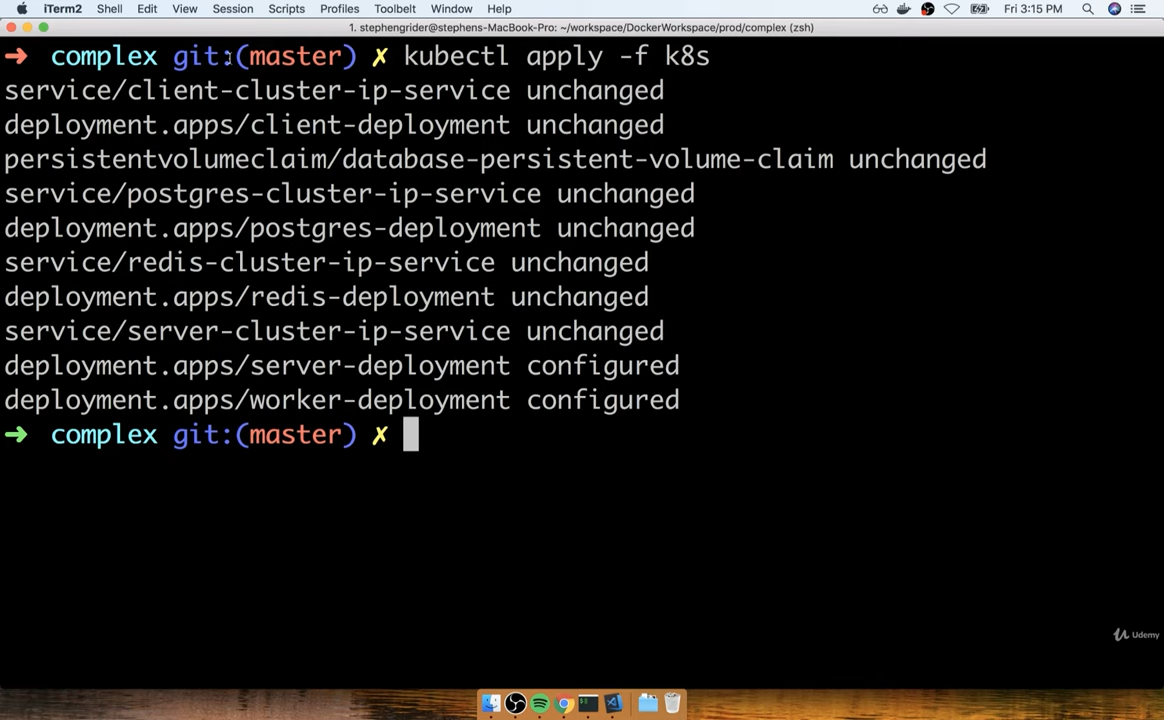 iTerm2 Shell Edit View Session Scripts Profiles Toolbelt Window Help Fri 3:15 PM
1. stephengrider@stephens-MacBook-Pro: ~/workspace/DockerWorkspace/prod/complex (zsh)
➜ complex git:(master) ✗ kubectl apply -f k8s
service/client-cluster-ip-service unchanged
deployment.apps/client-deployment unchanged
persistentvolumeclaim/database-persistent-volume-claim unchanged
service/postgres-cluster-ip-service unchanged
deployment.apps/postgres-deployment unchanged
service/redis-cluster-ip-service unchanged
deployment.apps/redis-deployment unchanged
service/server-cluster-ip-service unchanged
deployment.apps/server-deployment configured
deployment.apps/worker-deployment configured
➜ complex git:(master) ✗
Udemy